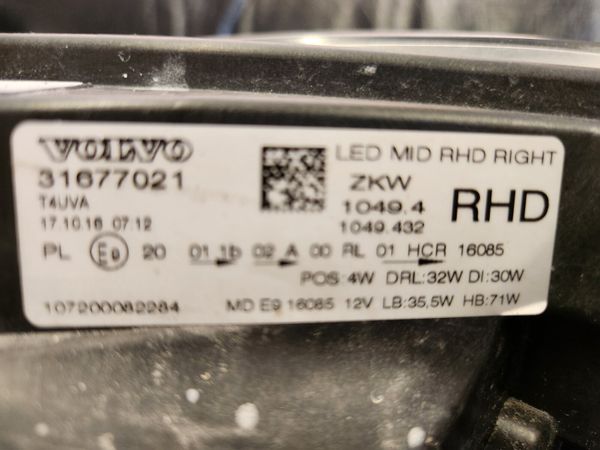 VOLVO
31677021
T4UVA
17.10.16 07.12
LED MID RHD RIGHT
ZKW
1049.4
1049.432
RHD
PL E9 20 01 1b 02 A 00 RL 01 HCR 16085
POS:4W DRL:32W DI:30W
107200082284
MD E9 16085 12V LB:35,5W HB:71W